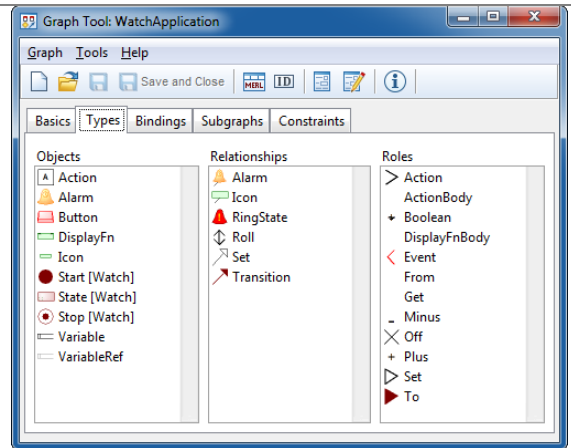 Graph Tool: WatchApplication
Graph Tools Help
Save and Close MERL ID
Basics Types Bindings Subgraphs Constraints
Objects
A Action
Alarm
Button
DisplayFn
Icon
Start [Watch]
State [Watch]
Stop [Watch]
Variable
VariableRef
Relationships
Alarm
Icon
RingState
Roll
Set
Transition
Roles
Action
ActionBody
Boolean
DisplayFnBody
Event
From
Get
Minus
Off
Plus
Set
To